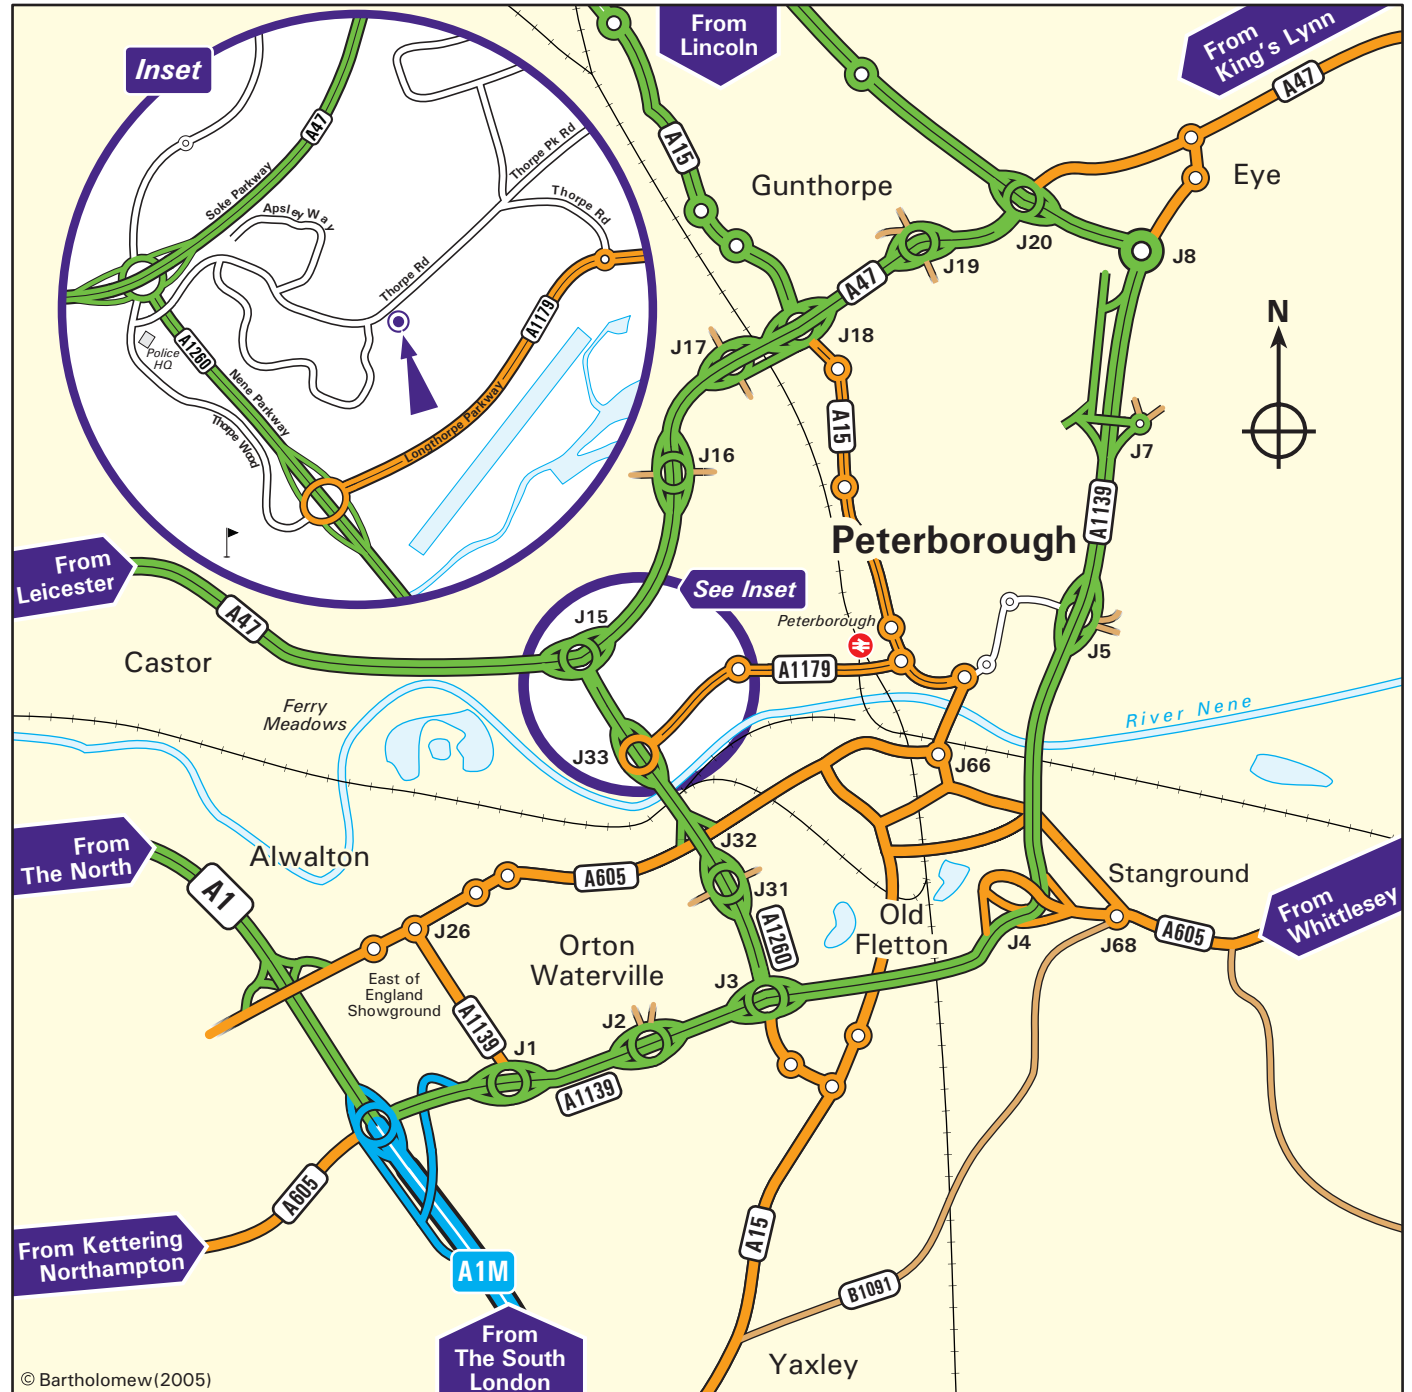 From
Lincoln
From
King's Lynn
A47
Inset
A47
Soke Parkway
Apsley Way
Thorpe Pk Rd
Thorpe Rd
Thorpe Rd
A1179
A1260
Police
HQ
Nene Parkway
Thorpe Wood
Longthorpe Parkway
A15
Gunthorpe
Eye
J20
J19
J8
A47
J18
J17
N
A15
J16
J7
A1139
Peterborough
From
Leicester
See Inset
A47
J15
Peterborough
J5
Castor
A1179
Ferry
Meadows
River Nene
J33
J66
From
The North
Alwalton
J32
A605
J31
Stanground
A1
From
Whittlesey
Old
Fletton
J26
Orton
Waterville
A1260
J4
J68
A605
East of
England
Showground
J3
A1139
J2
J1
A1139
A605
From Kettering
Northampton
A15
A1M
B1091
From
The South
London
Yaxley
© Bartholomew (2005)